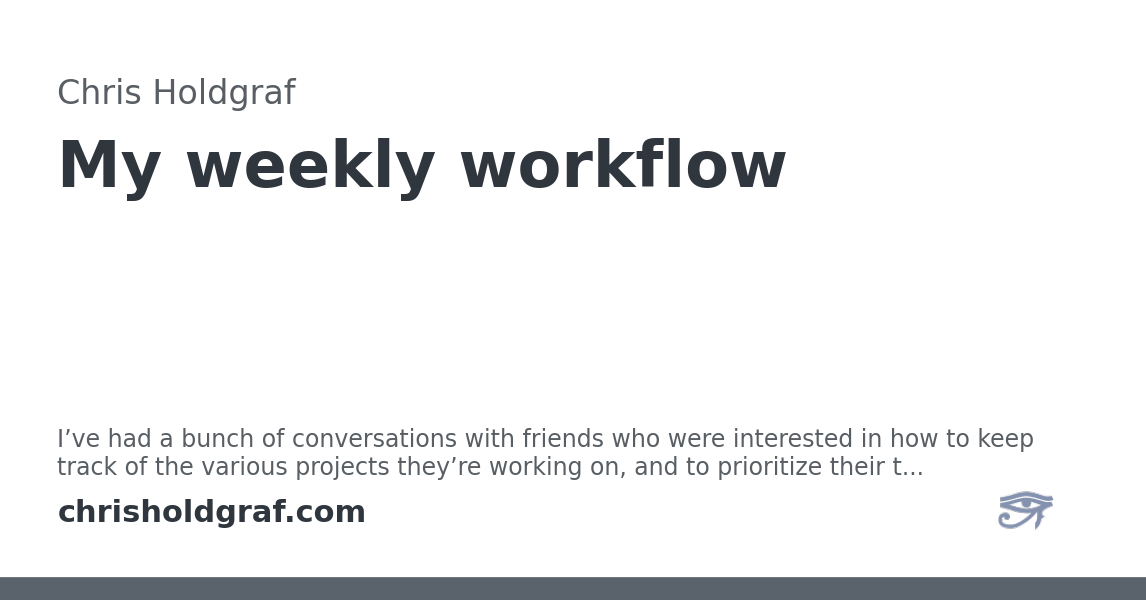 Chris Holdgraf
My weekly workflow
I’ve had a bunch of conversations with friends who were interested in how to keep
track of the various projects they’re working on, and to prioritize their t...
chrisholdgraf.com